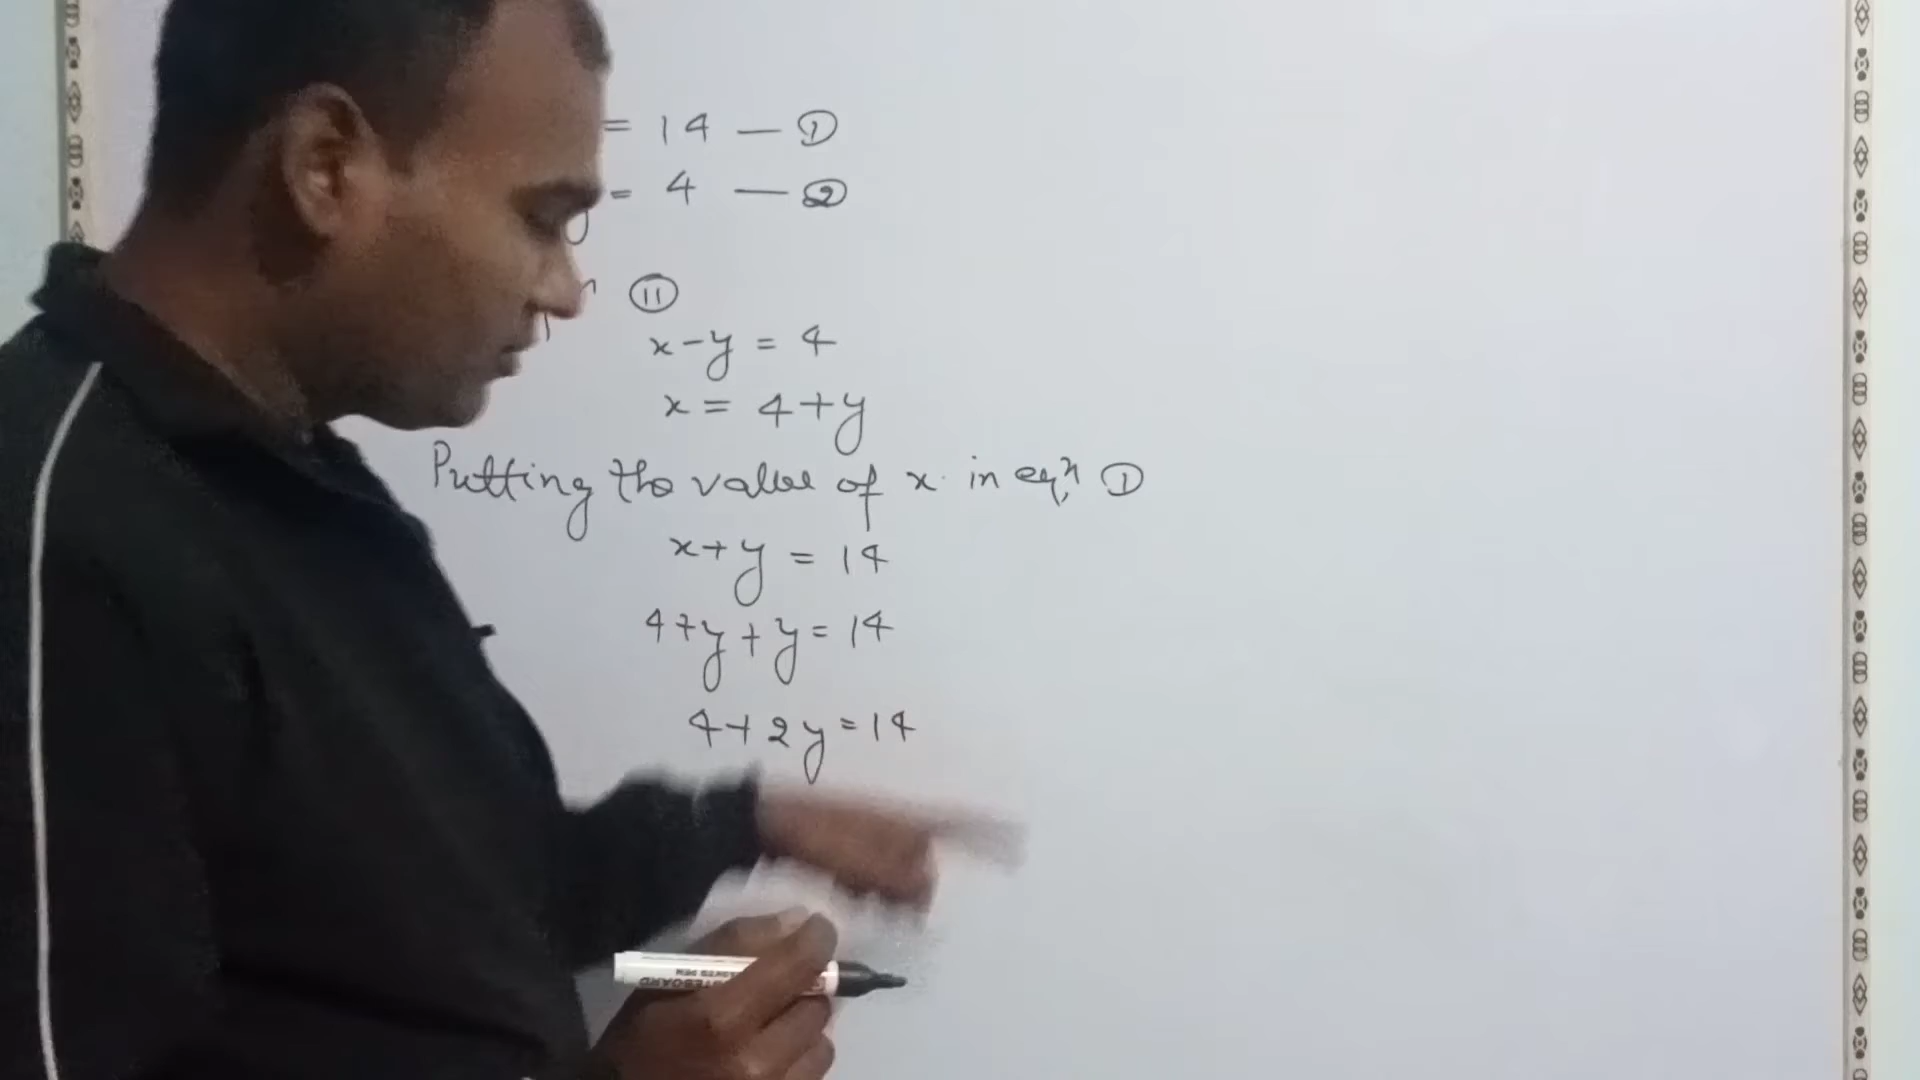 = 14 — ①
y = 4 — ②
⑪
x-y = 4
x = 4+y
Putting the value of x in eqⁿ ①
x+y = 14
4+y+y = 14
4+2y=14